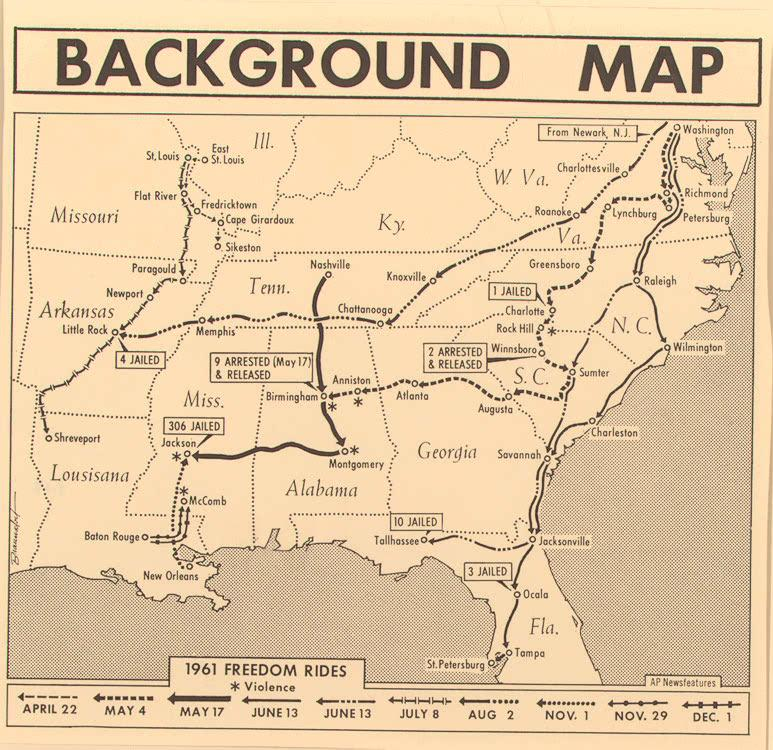 BACKGROUND MAP
From Newark, N.J.
Washington
East
St. Louis
St. Louis
Ill.
Charlottesville
W. Va.
Flat River
Fredricktown
Cape Girardoux
Richmond
Lynchburg
Petersburg
Roanoke
Missouri
Ky.
Va.
Sikeston
Greensboro
Paragould
Nashville
Knoxville
Raleigh
Tenn.
Newport
1 JAILED
Arkansas
Chattanooga
Charlotte
Little Rock
Memphis
Rock Hill
N. C.
4 JAILED
9 ARRESTED (May 17)
& RELEASED
2 ARRESTED
& RELEASED
Winnsboro
Wilmington
Anniston
S. C.
Sumter
Miss.
Birmingham
*
*
*
Atlanta
Augusta
306 JAILED
Shreveport
Jackson
*
Charleston
Georgia
Savannah
*
Montgomery
Lousisana
Alabama
*
McComb
10 JAILED
Baton Rouge
Tallhassee
Jacksonville
New Orleans
3 JAILED
Ocala
Fla.
Tampa
St. Petersburg
AP Newsfeatures
1961 FREEDOM RIDES
* Violence
APRIL 22
MAY 4
MAY 17
JUNE 13
JUNE 13
JULY 8
AUG 2
NOV. 1
NOV. 29
DEC. 1